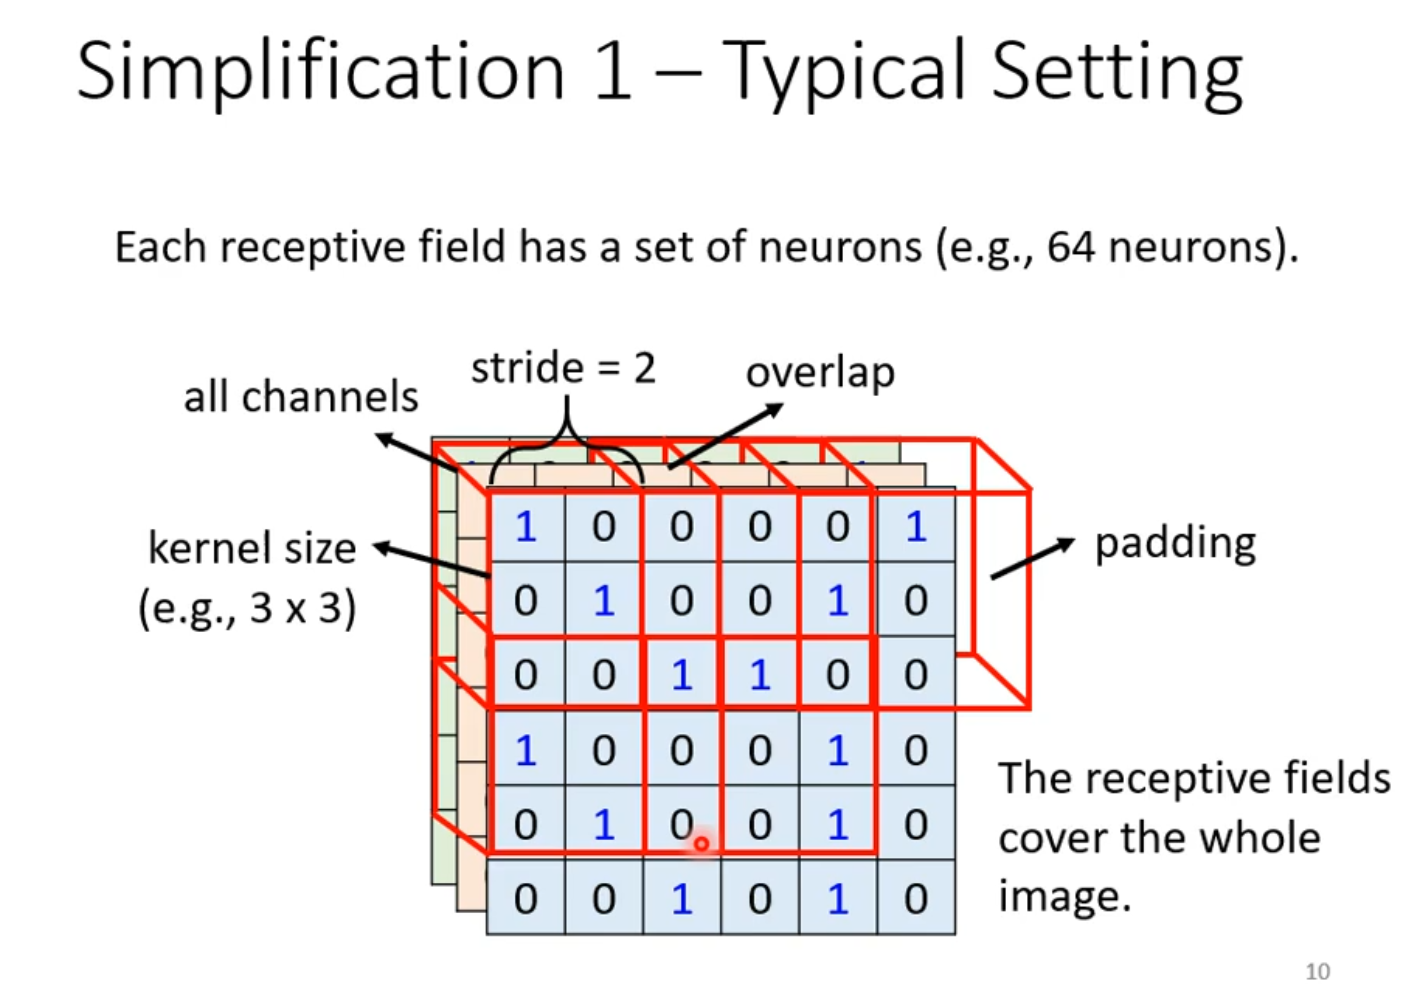 Simplification 1 – Typical Setting
Each receptive field has a set of neurons (e.g., 64 neurons).
stride = 2
overlap
all channels
kernel size
(e.g., 3 x 3)
padding
1 0 0 0 0 1
0 1 0 0 1 0
0 0 1 1 0 0
1 0 0 0 1 0
0 1 0 0 1 0
0 0 1 0 1 0
The receptive fields
cover the whole
image.
10